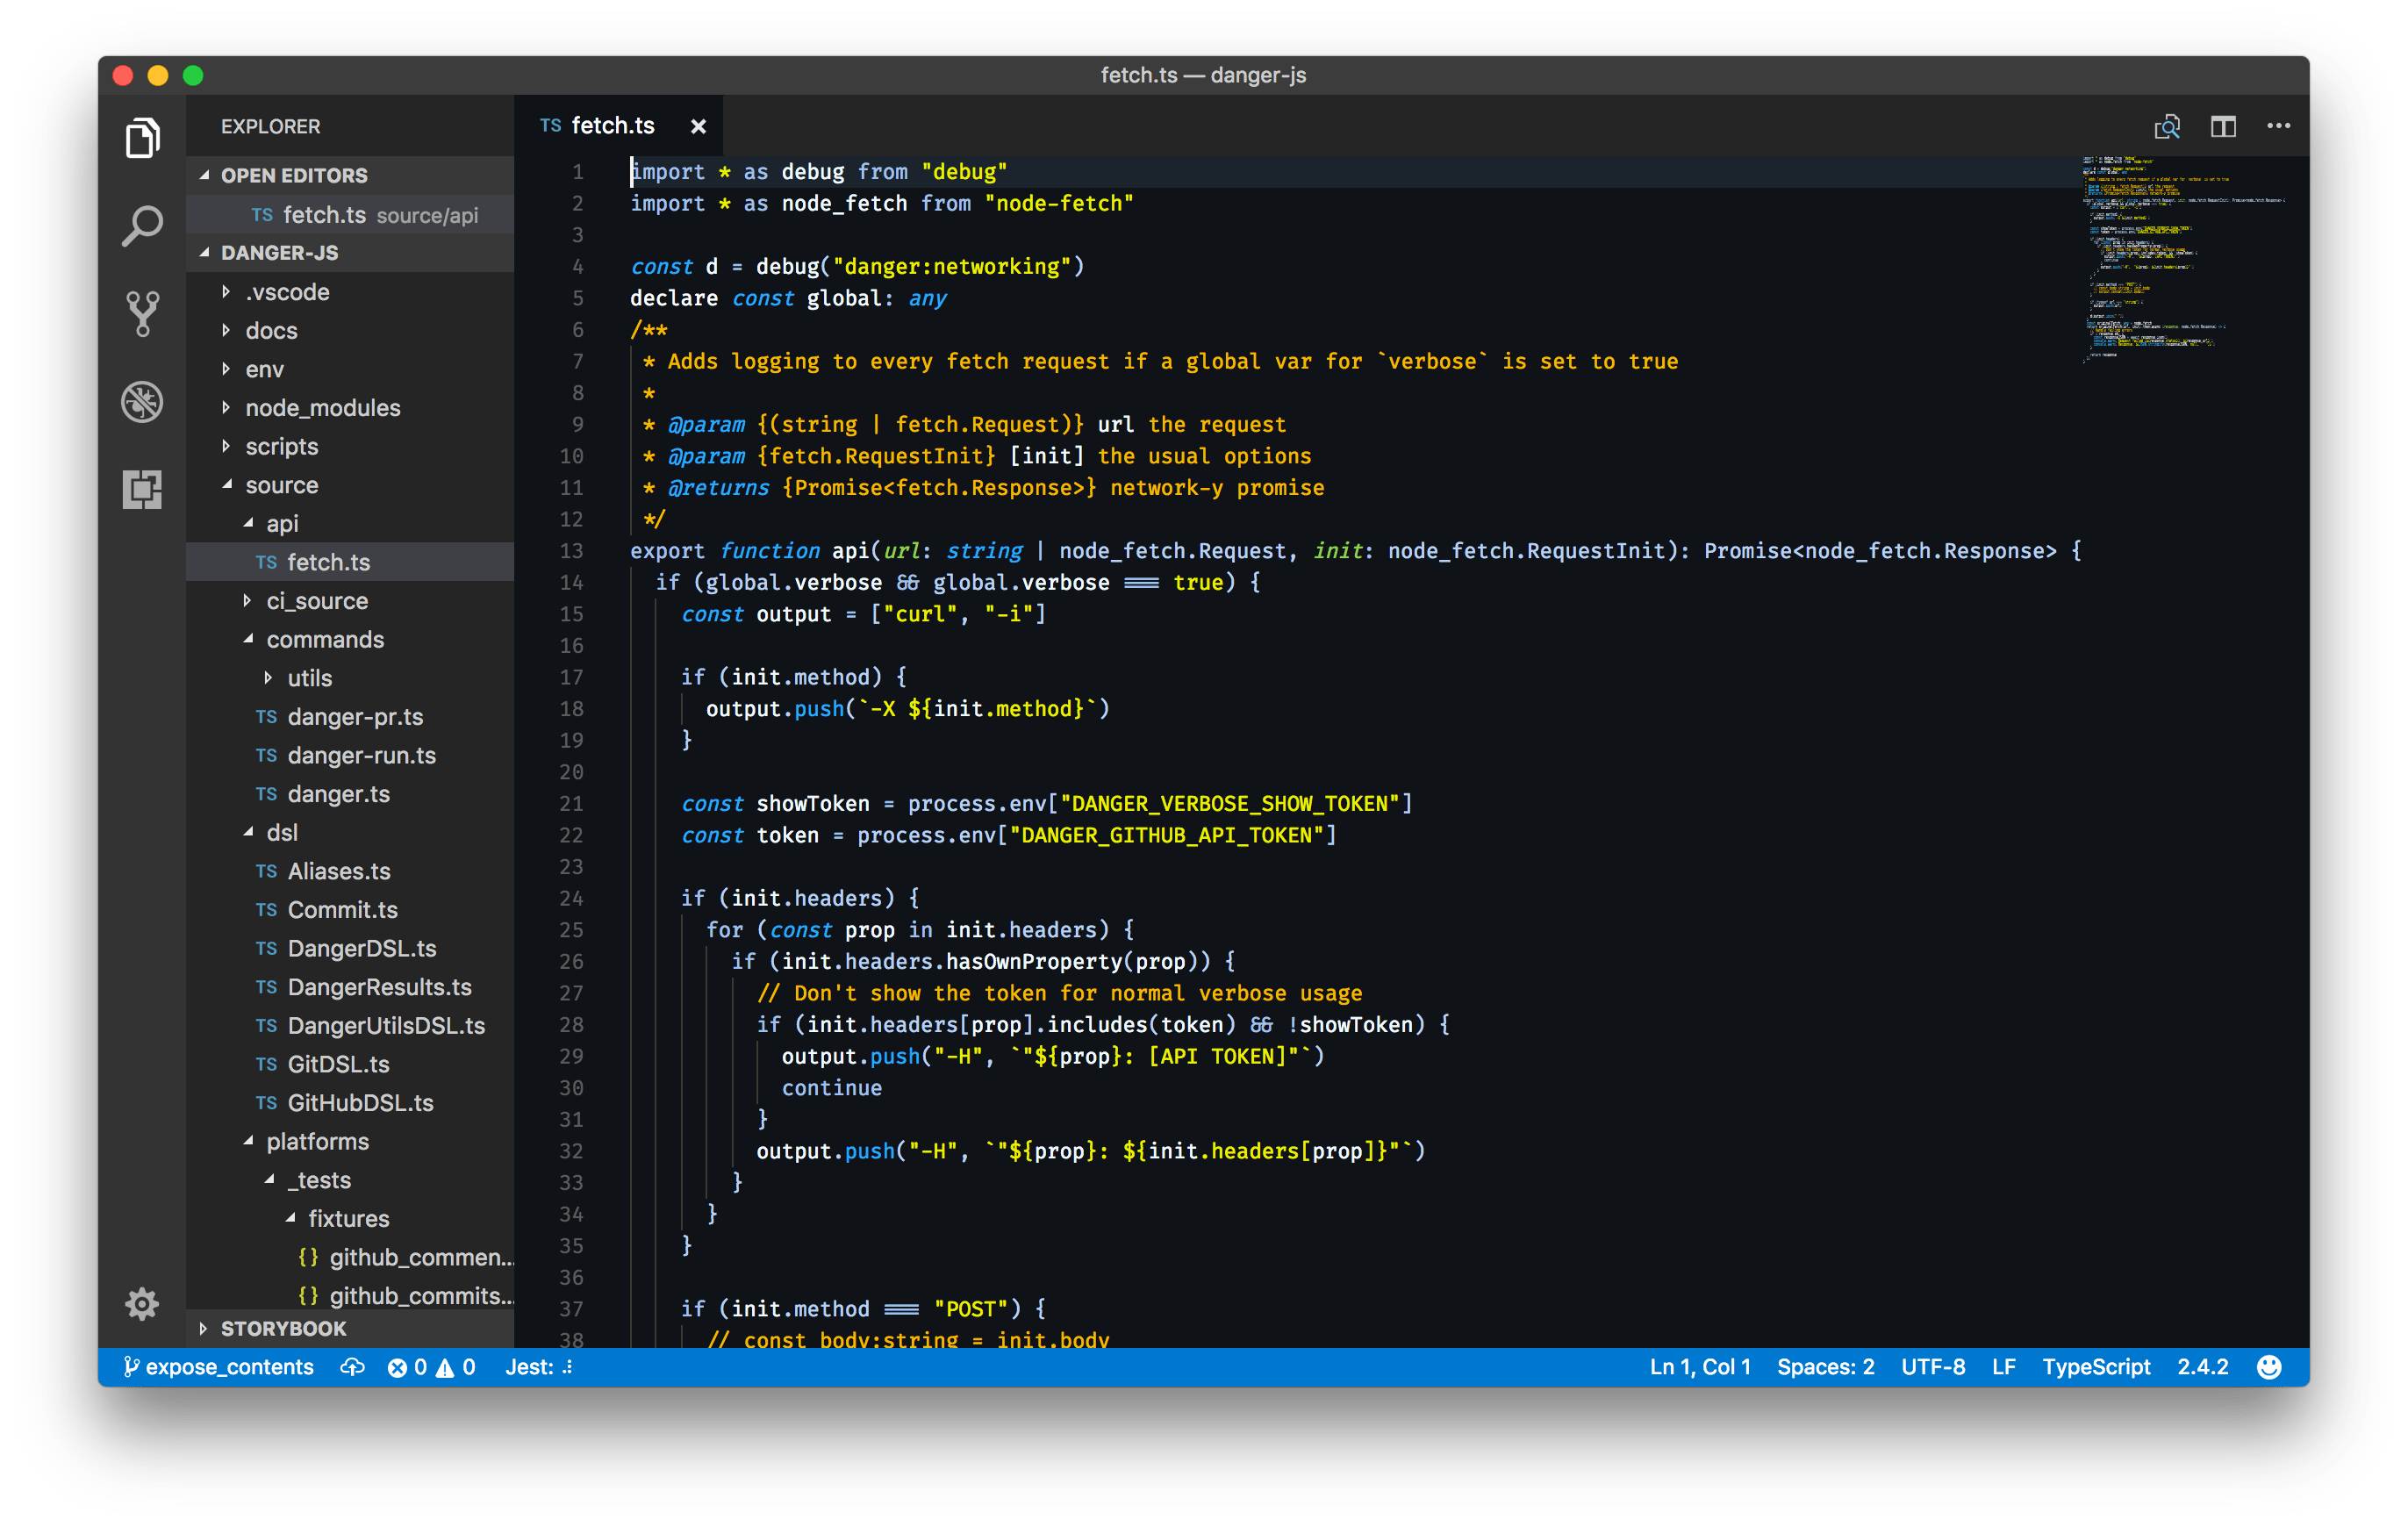 fetch.ts — danger-js
EXPLORER
OPEN EDITORS
TS fetch.ts source/api
DANGER-JS
.vscode
docs
env
node_modules
scripts
source
api
TS fetch.ts
ci_source
commands
utils
TS danger-pr.ts
TS danger-run.ts
TS danger.ts
dsl
TS Aliases.ts
TS Commit.ts
TS DangerDSL.ts
TS DangerResults.ts
TS DangerUtilsDSL.ts
TS GitDSL.ts
TS GitHubDSL.ts
platforms
_tests
fixtures
{} github_commen...
{} github_commits...
STORYBOOK
TS fetch.ts ×
1 import * as debug from "debug"
2 import * as node_fetch from "node-fetch"
3
4 const d = debug("danger:networking")
5 declare const global: any
6 /**
7 * Adds logging to every fetch request if a global var for `verbose` is set to true
8 *
9 * @param {(string | fetch.Request)} url the request
10 * @param {fetch.RequestInit} [init] the usual options
11 * @returns {Promise<fetch.Response>} network-y promise
12 */
13 export function api(url: string | node_fetch.Request, init: node_fetch.RequestInit): Promise<node_fetch.Response> {
14 if (global.verbose && global.verbose === true) {
15 const output = ["curl", "-i"]
16
17 if (init.method) {
18 output.push(`-X ${init.method}`)
19 }
20
21 const showToken = process.env["DANGER_VERBOSE_SHOW_TOKEN"]
22 const token = process.env["DANGER_GITHUB_API_TOKEN"]
23
24 if (init.headers) {
25 for (const prop in init.headers) {
26 if (init.headers.hasOwnProperty(prop)) {
27 // Don't show the token for normal verbose usage
28 if (init.headers[prop].includes(token) && !showToken) {
29 output.push("-H", `"${prop}: [API TOKEN]"`)
30 continue
31 }
32 output.push("-H", `"${prop}: ${init.headers[prop]}"`)
33 }
34 }
35 }
36
37 if (init.method === "POST") {
38 // const body:string = init.body
expose_contents 0 0 Jest: Ln 1, Col 1 Spaces: 2 UTF-8 LF TypeScript 2.4.2